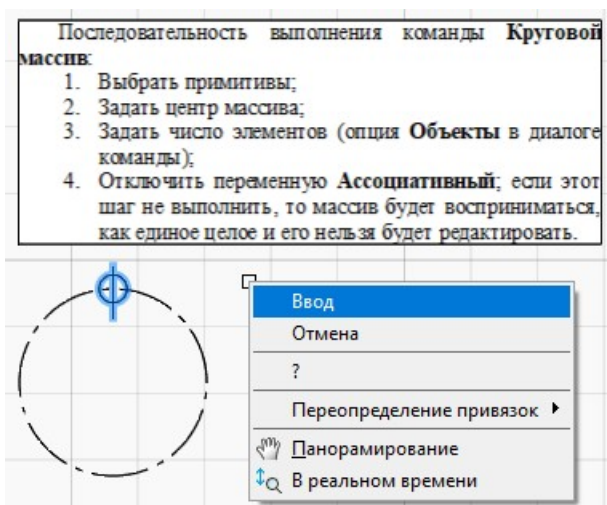 Последовательность выполнения команды Круговой
массив:
1. Выбрать примитивы;
2. Задать центр массива;
3. Задать число элементов (опция Объекты в диалоге
команды);
4. Отключить переменную Ассоциативный; если этот
шаг не выполнить, то массив будет восприниматься,
как единое целое и его нельзя будет редактировать.
Ввод
Отмена
?
Переопределение привязок
Панорамирование
В реальном времени